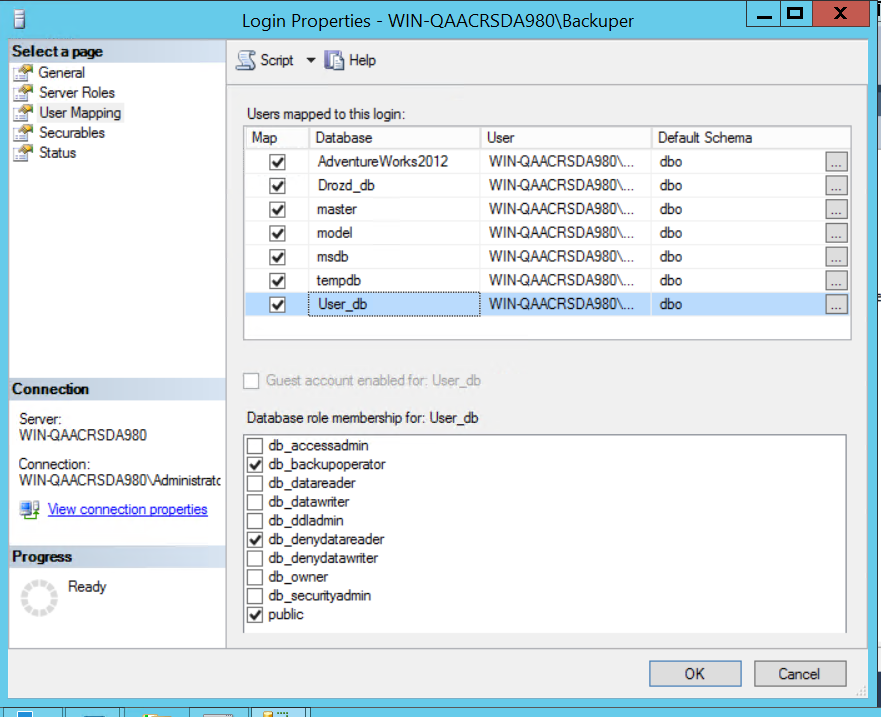 Login Properties - WIN-QAACRSDA980\Backuper
Select a page
General
Server Roles
User Mapping
Securables
Status
Script
Help
Users mapped to this login:
Map Database User Default Schema
AdventureWorks2012 WIN-QAACRSDA980\... dbo ...
Drozd_db WIN-QAACRSDA980\... dbo ...
master WIN-QAACRSDA980\... dbo ...
model WIN-QAACRSDA980\... dbo ...
msdb WIN-QAACRSDA980\... dbo ...
tempdb WIN-QAACRSDA980\... dbo ...
User_db WIN-QAACRSDA980\... dbo ...
Guest account enabled for: User_db
Database role membership for: User_db
db_accessadmin
db_backupoperator
db_datareader
db_datawriter
db_ddladmin
db_denydatareader
db_denydatawriter
db_owner
db_securityadmin
public
Connection
Server:
WIN-QAACRSDA980
Connection:
WIN-QAACRSDA980\Administrato
View connection properties
Progress
Ready
OK
Cancel